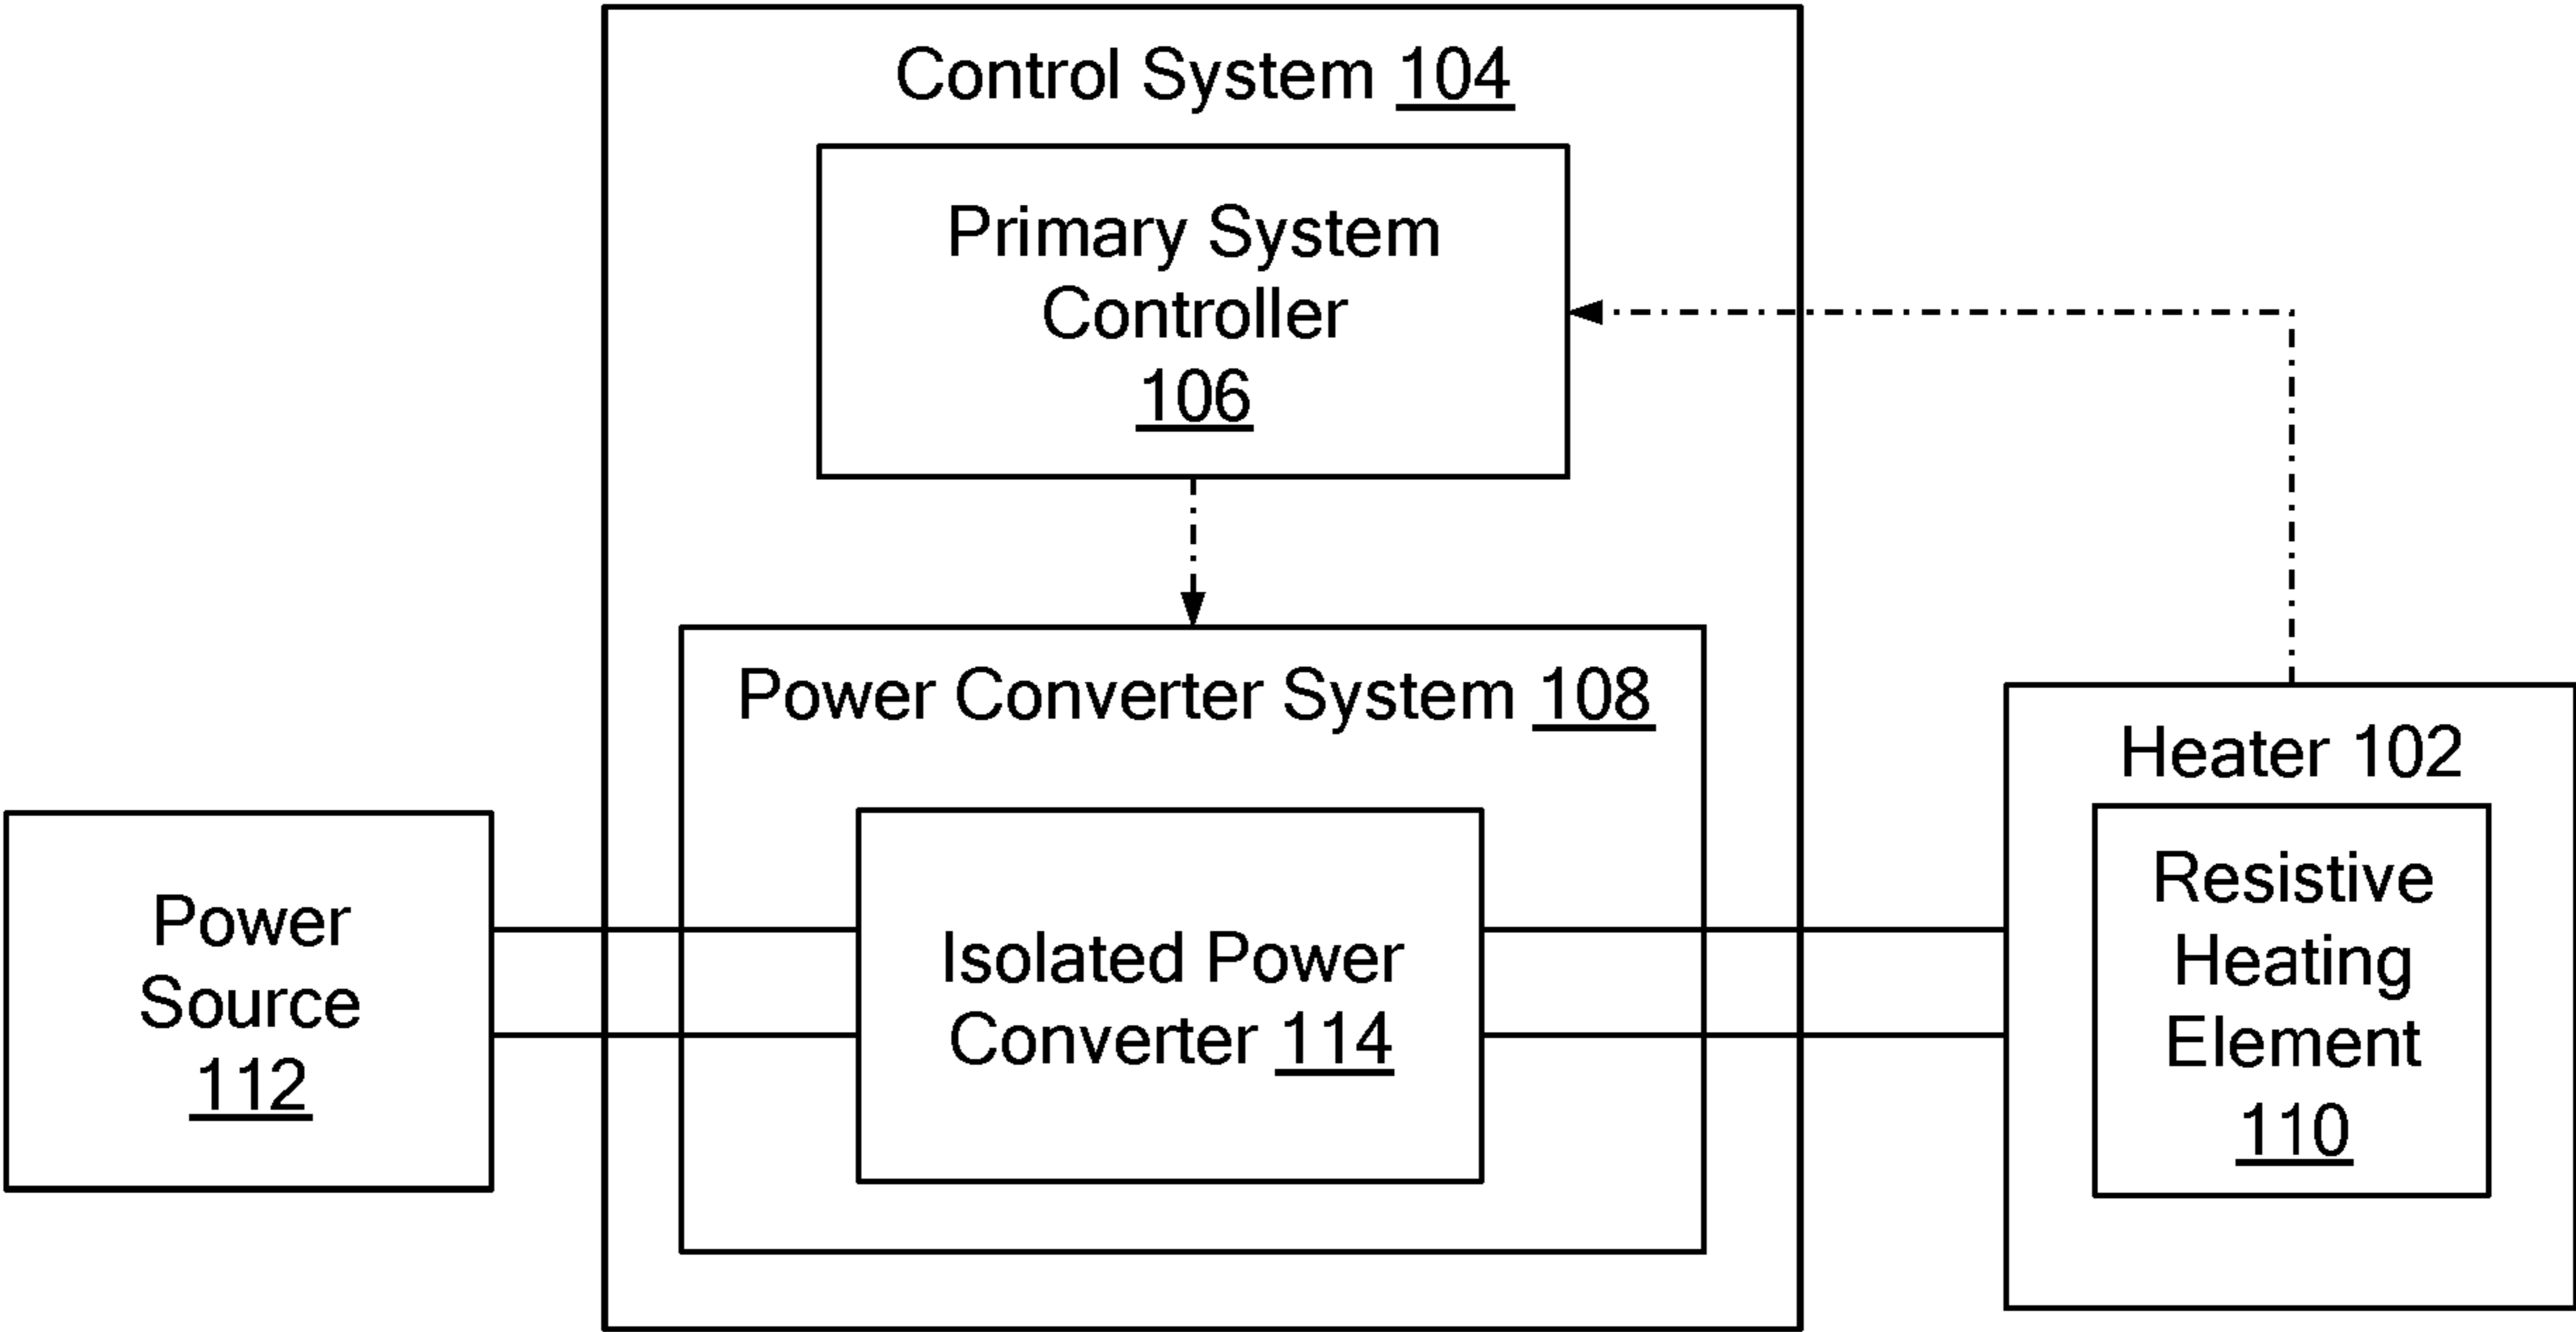 Control System 104
Primary System
Controller
106
Power Converter System 108
Isolated Power
Converter 114
Power
Source
112
Heater 102
Resistive
Heating
Element
110